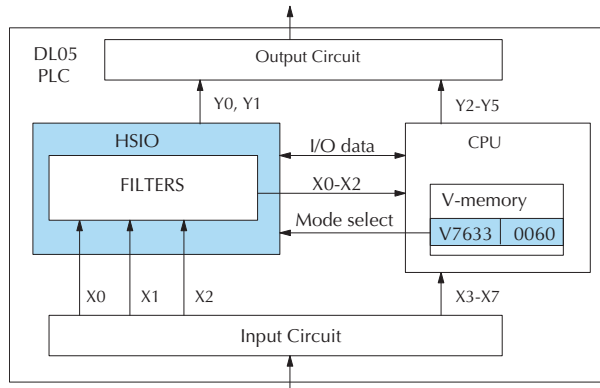 DL05
PLC
Output Circuit
Y0, Y1
Y2-Y5
HSIO
I/O data
CPU
FILTERS
X0-X2
V-memory
Mode select
V7633 0060
X0
X1
X2
X3-X7
Input Circuit